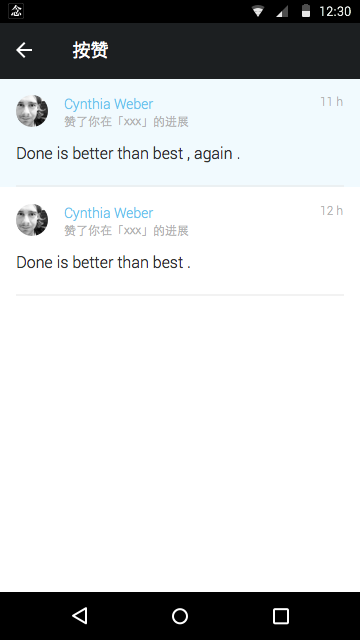 念 12:30
按赞
Cynthia Weber 11 h
赞了你在「xxx」的进展
Done is better than best , again .
Cynthia Weber 12 h
赞了你在「xxx」的进展
Done is better than best .